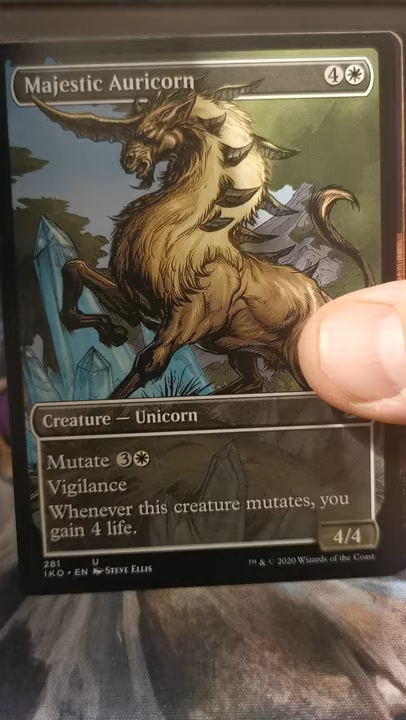 Majestic Auricorn 4
Creature — Unicorn
Mutate 3
Vigilance
Whenever this creature mutates, you
gain 4 life.
4/4
281 U
IKO • EN STEVE ELLIS
™ & © 2020 Wizards of the Coast